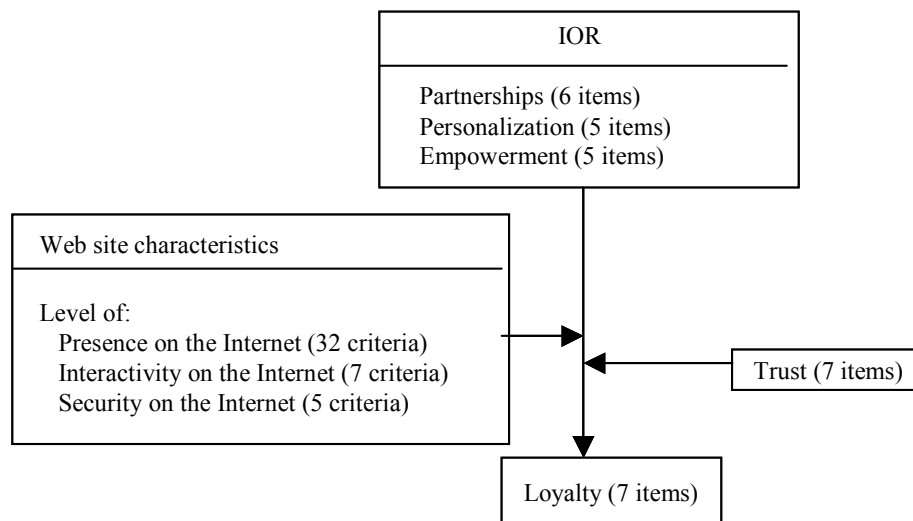 IOR
Partnerships (6 items)
Personalization (5 items)
Empowerment (5 items)
Web site characteristics
Level of:
Presence on the Internet (32 criteria)
Interactivity on the Internet (7 criteria)
Security on the Internet (5 criteria)
Trust (7 items)
Loyalty (7 items)